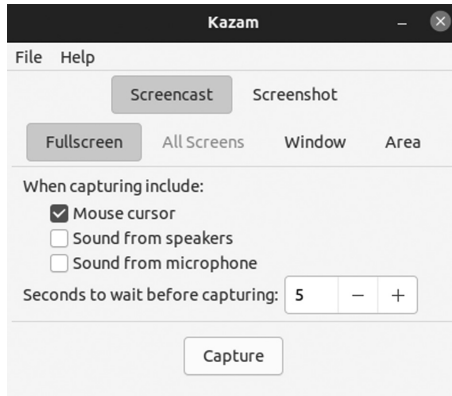 Kazam
File Help
Screencast Screenshot
Fullscreen All Screens Window Area
When capturing include:
Mouse cursor
Sound from speakers
Sound from microphone
Seconds to wait before capturing: 5 − +
Capture